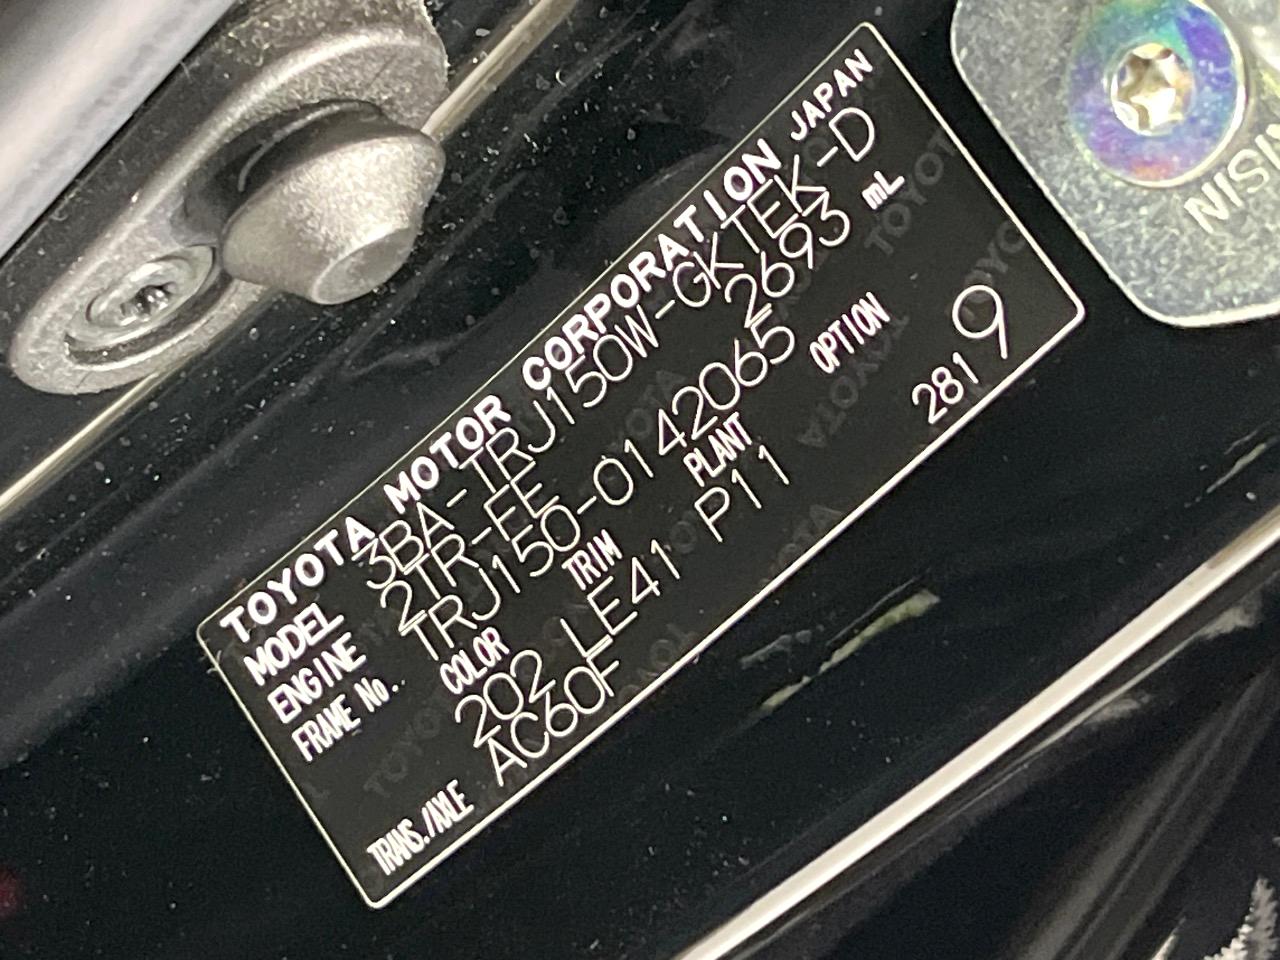 TOYOTA MOTOR CORPORATION JAPAN
MODEL 3BA-TRJ150W-GKTEK-D
ENGINE 2TR-FE 2693 mL
FRAME No.. TRJ150-0142065
COLOR TRIM PLANT OPTION
202 LE41 P11
TRANS./AXLE AC60F
2819
NISIN